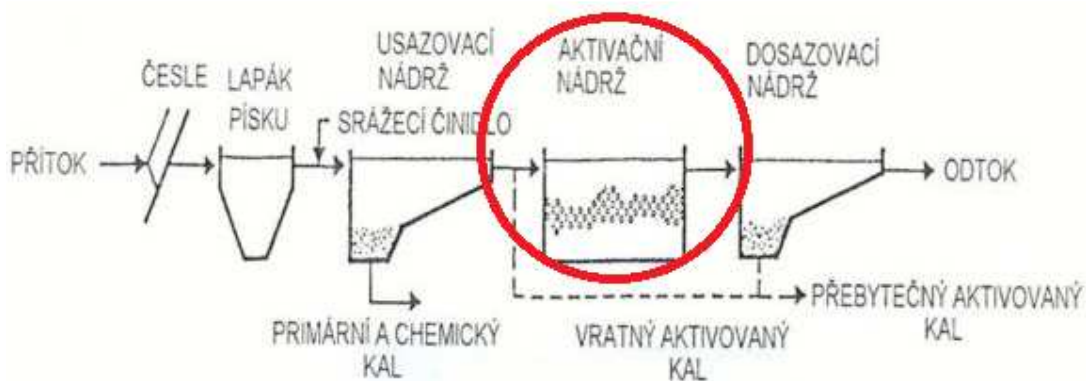 ČESLE
LAPÁK
PÍSKU
USAZOVACÍ
NÁDRŽ
AKTIVAČNÍ
NÁDRŽ
DOSAZOVACÍ
NÁDRŽ
SRÁŽECÍ ČINIDLO
PŘÍTOK
ODTOK
PRIMÁRNÍ A CHEMICKÝ
KAL
VRATNÝ AKTIVOVANÝ
KAL
PŘEBYTEČNÝ AKTIVOVANÝ
KAL